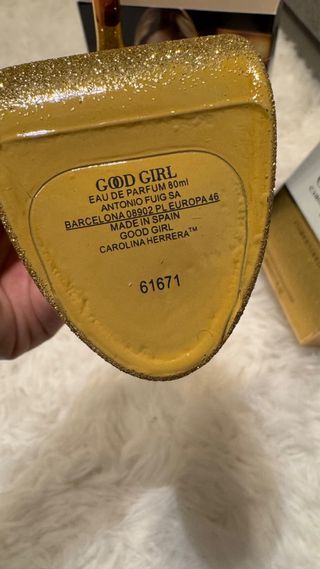 GOOD GIRL
EAU DE PARFUM 80ml
ANTONIO FUIG SA
BARCELONA 08902 PL EUROPA 46
MADE IN SPAIN
GOOD GIRL
CAROLINA HERRERA™
61671